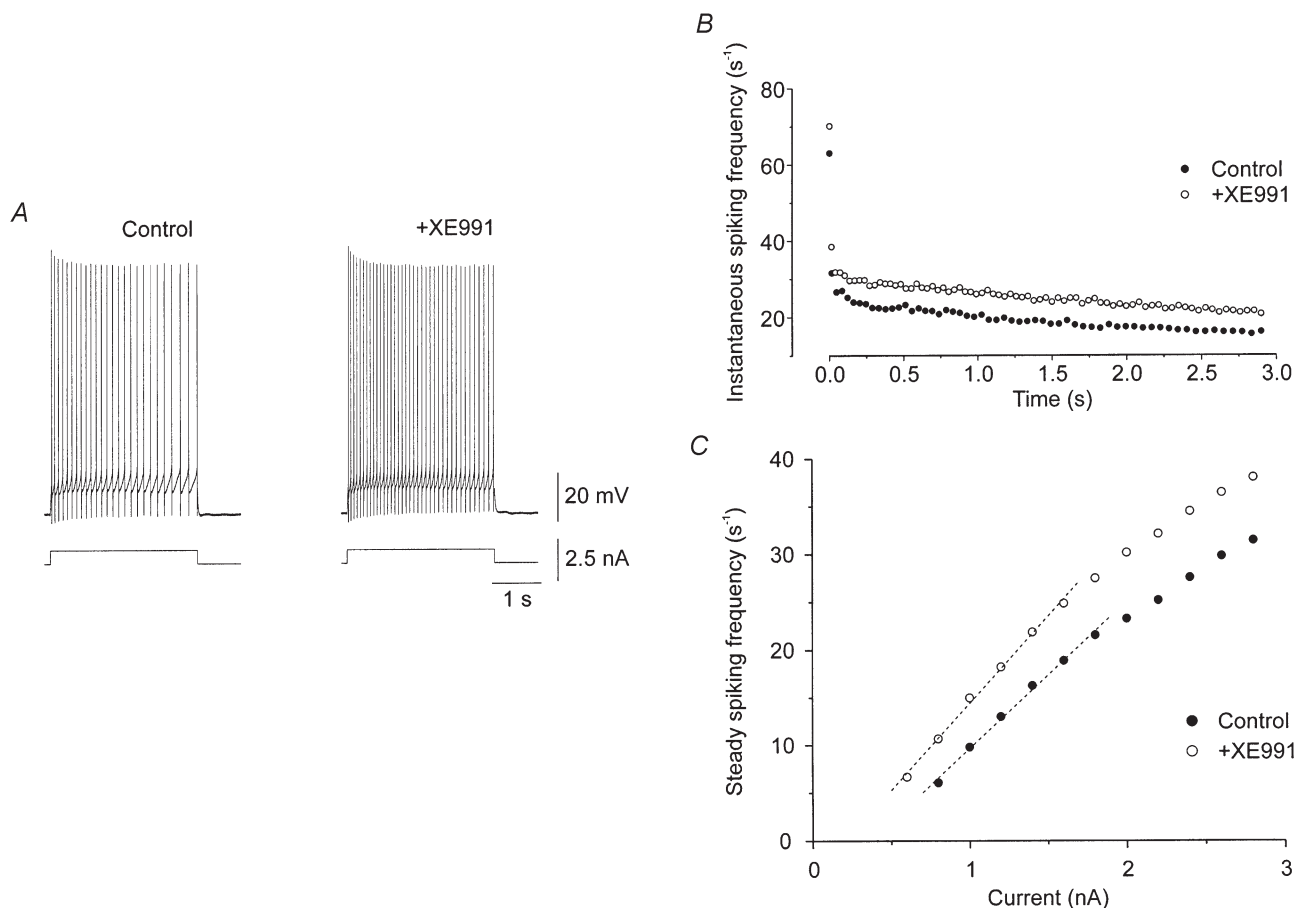 A
Control
+XE991
20 mV
2.5 nA
1 s
B
Instantaneous spiking frequency (s⁻¹)
80
60
40
20
0.0 0.5 1.0 1.5 2.0 2.5 3.0
Time (s)
Control
+XE991
C
Steady spiking frequency (s⁻¹)
40
30
20
10
0
0 1 2 3
Current (nA)
Control
+XE991